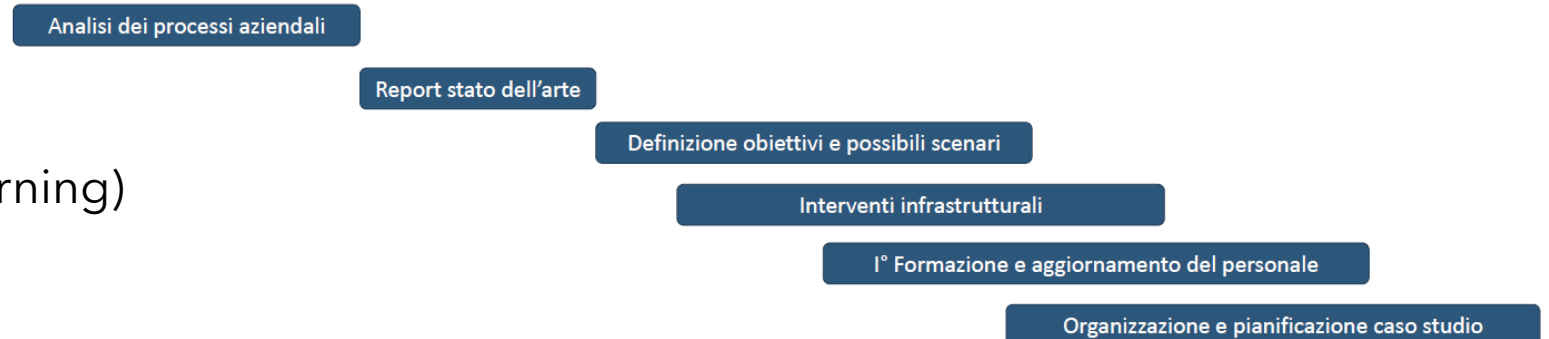 Analisi dei processi aziendali
Report stato dell'arte
Definizione obiettivi e possibili scenari
rning)
Interventi infrastrutturali
I° Formazione e aggiornamento del personale
Organizzazione e pianificazione caso studio